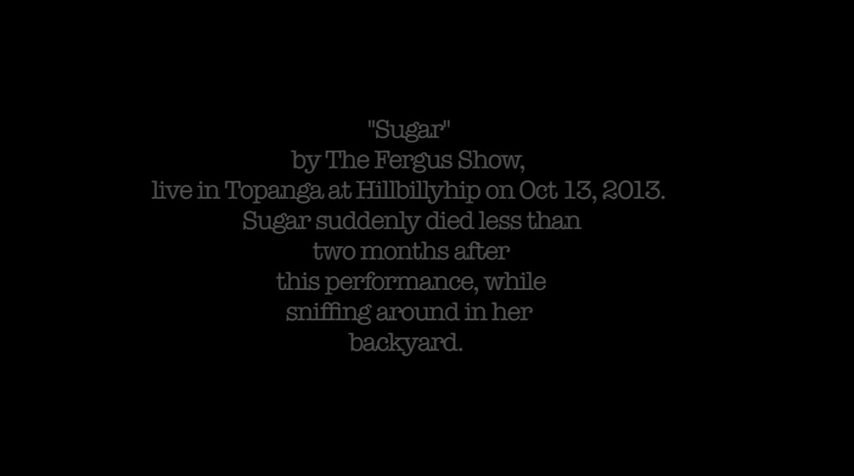 "Sugar"
by The Fergus Show,
live in Topanga at Hillbillyhip on Oct 13, 2013.
Sugar suddenly died less than
two months after
this performance, while
sniffing around in her
backyard.